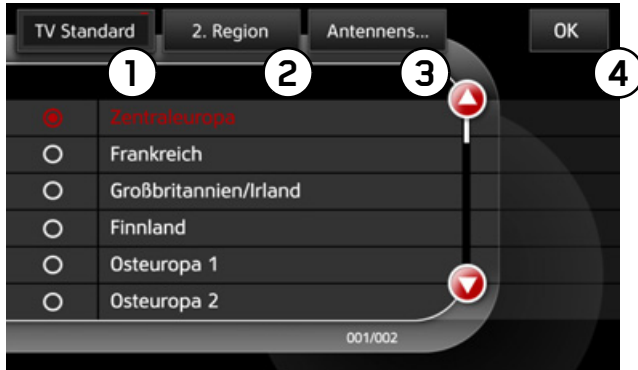 TV Standard 2. Region Antennens... OK
1 2 3 4
Zentraleuropa
Frankreich
Großbritannien/Irland
Finnland
Osteuropa 1
Osteuropa 2
001/002